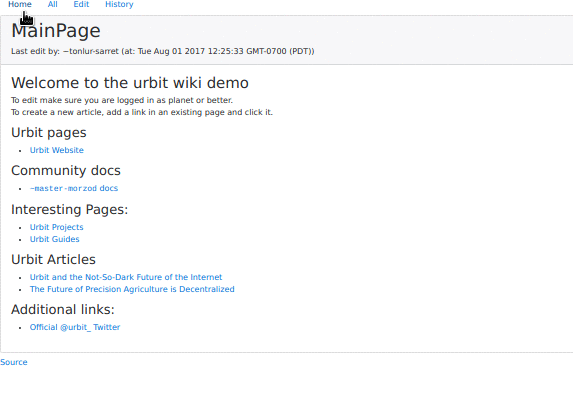 Home All Edit History
MainPage
Last edit by: ~tonlur-sarret (at: Tue Aug 01 2017 12:25:33 GMT-0700 (PDT))
Welcome to the urbit wiki demo
To edit make sure you are logged in as planet or better.
To create a new article, add a link in an existing page and click it.
Urbit pages
Urbit Website
Community docs
~master-morzod docs
Interesting Pages:
Urbit Projects
Urbit Guides
Urbit Articles
Urbit and the Not-So-Dark Future of the Internet
The Future of Precision Agriculture is Decentralized
Additional links:
Official @urbit_ Twitter
Source